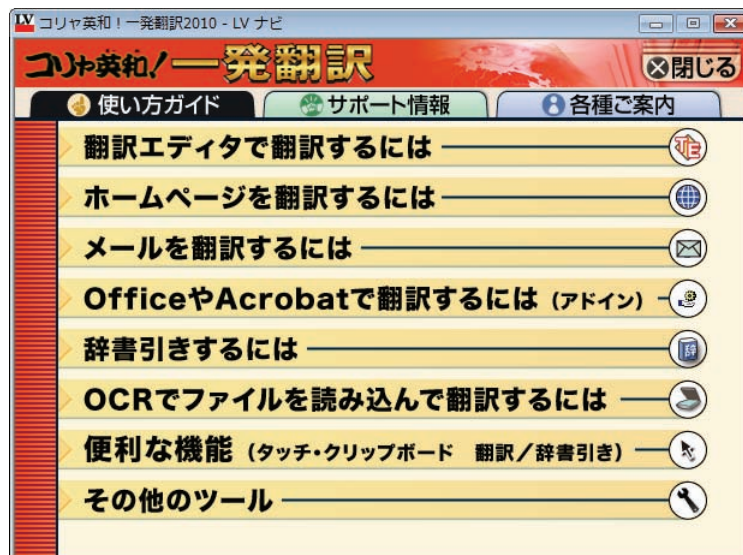 LV コリヤ英和!一発翻訳2010 - LV ナビ
コリャ英和!一発翻訳
閉じる
使い方ガイド サポート情報 各種ご案内
翻訳エディタで翻訳するには TE
ホームページを翻訳するには
メールを翻訳するには
OfficeやAcrobatで翻訳するには (アドイン)
辞書引きするには 辞
OCRでファイルを読み込んで翻訳するには
便利な機能 (タッチ・クリップボード 翻訳/辞書引き)
その他のツール